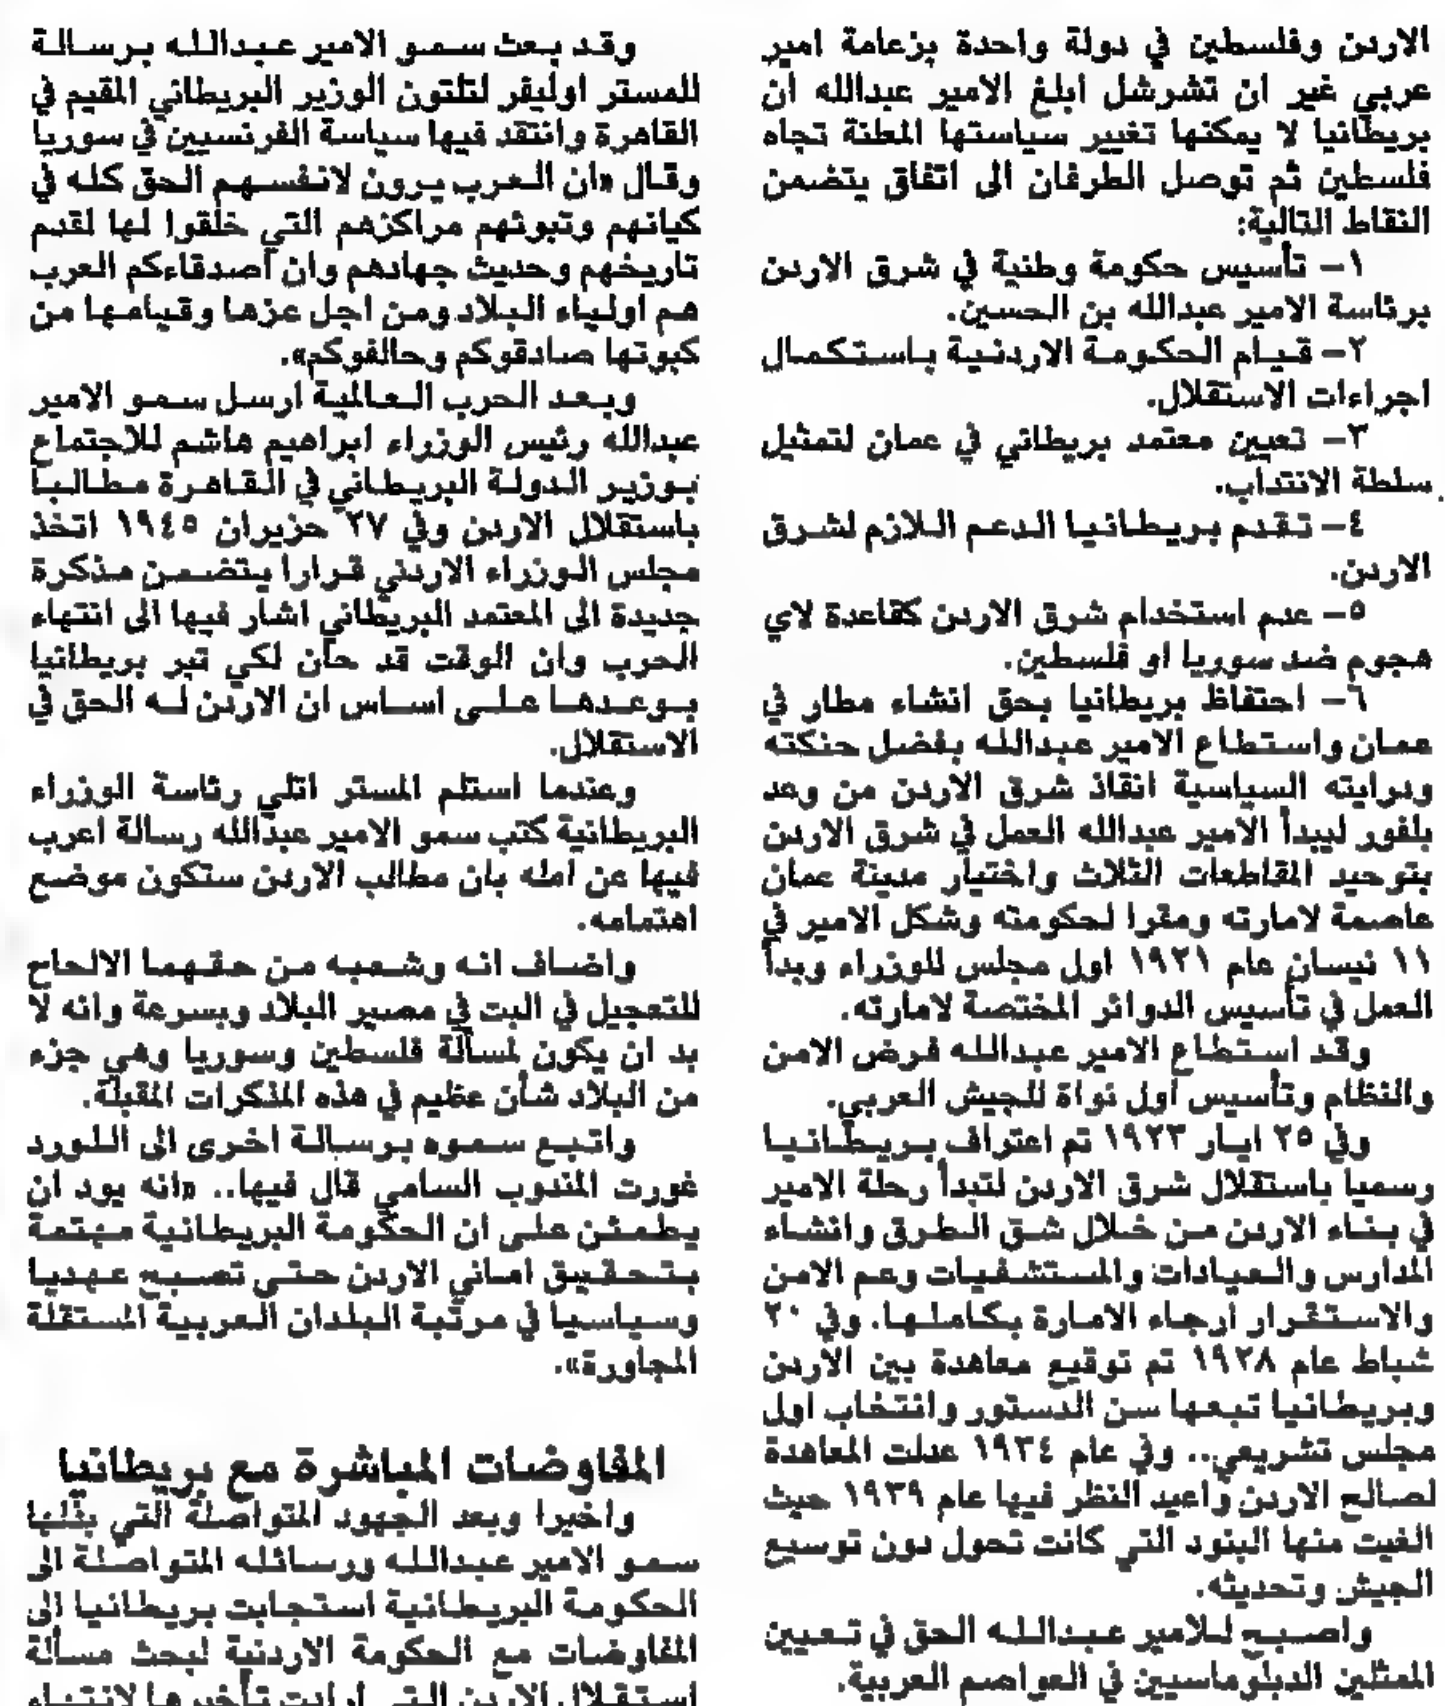 الاردن وفلسطين في دولة واحدة بزعامة امير
عربي غير ان تشرشل ابلغ الامير عبدالله ان
بريطانيا لا يمكنها تغيير سياستها المطنة تجاه
فلسطين ثم توصل الطرفان الى اتفاق يتضمن
النقاط التالية:
١– تأسيس حكومة وطنية في شرق الاردن
برئاسة الامير عبدالله بن الحسين.
٢– قيام الحكومة الاردنية باستكمال
اجراءات الاستقلال.
٣– تعيين معتمد بريطاني في عمان لتمثيل
سلطة الانتداب.
٤– تقدم بريطانيا الدعم اللازم لشرق
الاردن.
٥– عدم استخدام شرق الاردن كقاعدة لاي
هجوم ضد سوريا او فلسطين.
٦– احتفاظ بريطانيا بحق انشاء مطار في
عمان واستطاع الامير عبدالله بفضل حنكته
ودرايته السياسية انقاذ شرق الاردن من وعد
بلفور ليبدأ الامير عبدالله العمل في شرق الاردن
بتوحيد المقاطعات الثلاث واختيار مدينة عمان
عاصمة لامارته ومقرا لحكومته وشكل الامير في
١١ نيسان عام ١٩٢١ اول مجلس للوزراء وبدأ
العمل في تأسيس الدوائر المختصة لامارته.
وقد استطاع الامير عبدالله فرض الامن
والنظام وتأسيس اول نواة للجيش العربي.
وفي ٢٥ ايار ١٩٢٣ تم اعتراف بريطانيا
رسميا باستقلال شرق الاردن لتبدأ رحلة الامير
في بناء الاردن من خلال شق الطرق وانشاء
المدارس والعيادات والمستشفيات وعم الامن
والاستقرار ارجاء الامارة بكاملها. وفي ٢٠
شباط عام ١٩٢٨ تم توقيع معاهدة بين الأردن
وبريطانيا تبعها سن الدستور وانتخاب اول
مجلس تشريعي.. وفي عام ١٩٣٤ عدلت المعاهدة
لصالح الاردن وأعيد النظر فيها عام ١٩٣٩ حيث
الغيت منها البنود التي كانت تحول دون توسيع
الجيش وتحديثه.
واصبح للامير عبدالله الحق في تعيين
الممثلين الدبلوماسيين في العواصم العربية.
وقد بعث سمو الامير عبدالله برسالة
للمستر اوليفر لتلتون الوزير البريطاني المقيم في
القاهرة وانتقد فيها سياسة الفرنسيين في سوريا
وقال «ان العرب يرون لانفسهم الحق كله في
كيانهم وتبوئهم مراكزهم التي خلقوا لها لقدم
تاريخهم وحديث جهادهم وان اصدقاءكم العرب
هم اولياء البلاد ومن اجل عزها وقيامها من
كبوتها صادقوكم وحالفوكم».
وبعد الحرب العالمية ارسل سمو الامير
عبدالله رئيس الوزراء ابراهيم هاشم للاجتماع
بوزير الدولة البريطاني في القاهرة مطالبا
باستقلال الاردن وفي ٢٧ حزيران ١٩٤٥ اتخذ
مجلس الوزراء الاردني قرارا يتضمن مذكرة
جديدة الى المعتمد البريطاني اشار فيها الى انتهاء
الحرب وان الوقت قد حان لكي تبر بريطانيا
بوعدها على اساس ان الاردن له الحق في
الاستقلال.
وعندما استلم المستر اتلي رئاسة الوزراء
البريطانية كتب سمو الامير عبدالله رسالة اعرب
فيها عن امله بان مطالب الاردن ستكون موضع
اهتمامه.
واضاف انه وشعبه من حقهما الالحاح
للتعجيل في البت في مصير البلاد وبسرعة وانه لا
بد ان يكون لمسألة فلسطين وسوريا وهي جزء
من البلاد شأن عظيم في هذه المذكرات المقبلة.
واتبع سموه برسالة اخرى الى اللورد
غورت المندوب السامي قال فيها.. «انه يود ان
يطمئن على ان الحكومة البريطانية مهتمة
بتحقيق اماني الاردن حتى تصبح عهديا
وسياسيا في مرتبة البلدان العربية المستقلة
المجاورة».
المقاوضات المباشرة مع بريطانيا
واخيرا وبعد الجهود المتواصلة التي بذلها
سمو الامير عبدالله ورسائله المتواصلة الى
الحكومة البريطانية استجابت بريطانيا الى
المفاوضات مع الحكومة الاردنية لبحث مسألة
استقلال الاردن التي ارادت تأخيرها لانتهاء